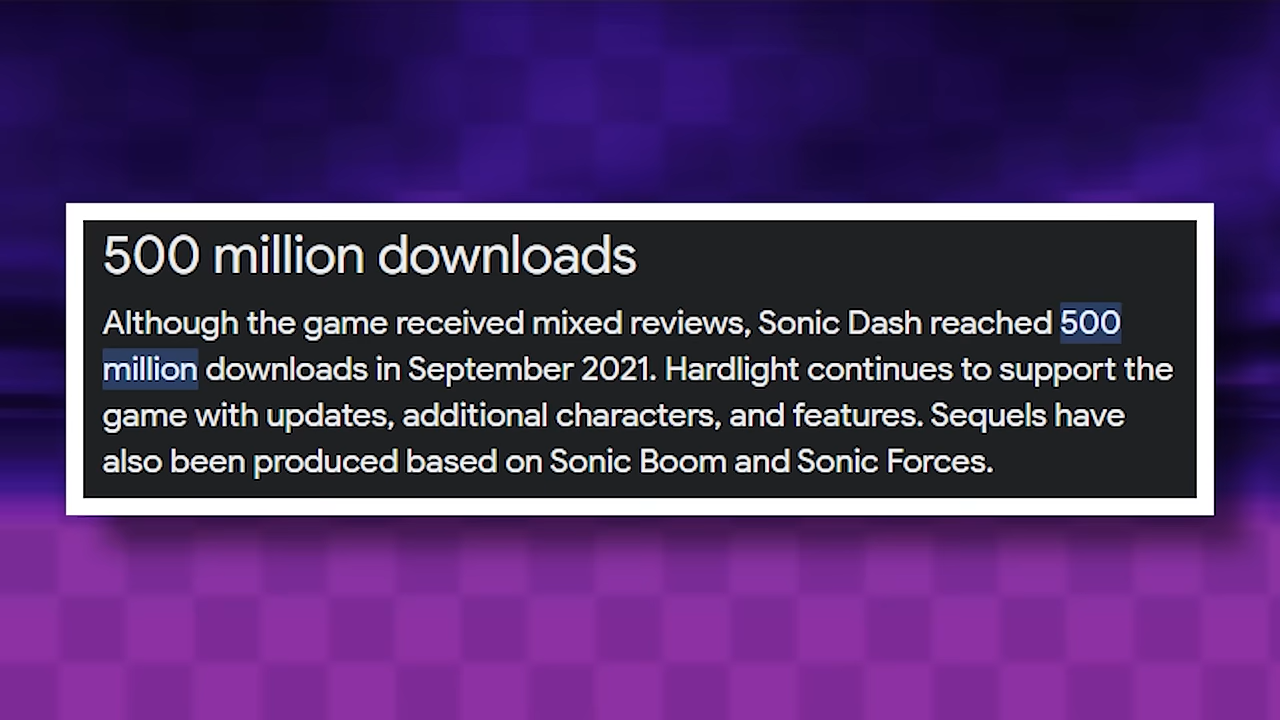 500 million downloads
Although the game received mixed reviews, Sonic Dash reached 500
million downloads in September 2021. Hardlight continues to support the
game with updates, additional characters, and features. Sequels have
also been produced based on Sonic Boom and Sonic Forces.